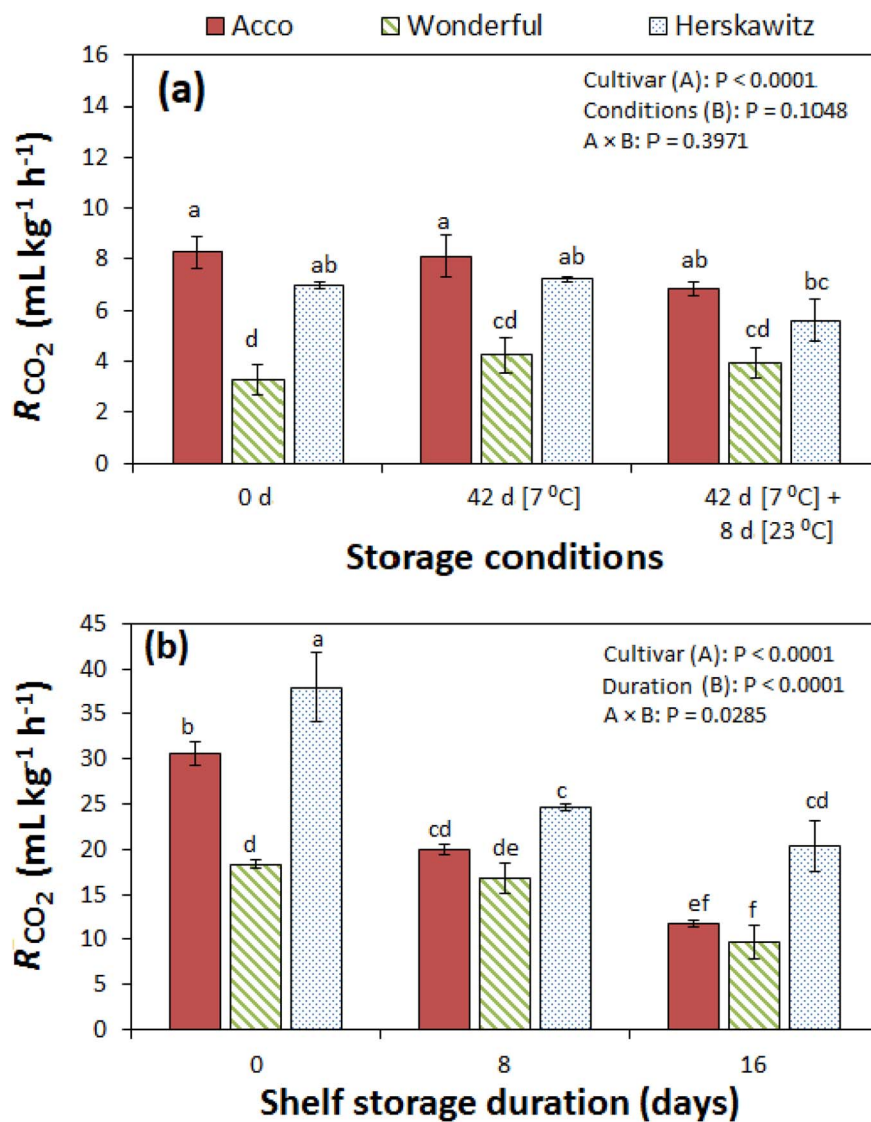 Acco Wonderful Herskawitz
(a)
Cultivar (A): P < 0.0001
Conditions (B): P = 0.1048
A × B: P = 0.3971
R CO₂ (mL kg⁻¹ h⁻¹)
16
14
12
10
8
6
4
2
0
a
d
ab
a
cd
ab
ab
cd
bc
0 d
42 d [7 ⁰C]
42 d [7 ⁰C] +
8 d [23 ⁰C]
Storage conditions
(b)
Cultivar (A): P < 0.0001
Duration (B): P < 0.0001
A × B: P = 0.0285
R CO₂ (mL kg⁻¹ h⁻¹)
45
40
35
30
25
20
15
10
5
0
b
d
a
cd
de
c
ef
f
cd
0 8 16
Shelf storage duration (days)